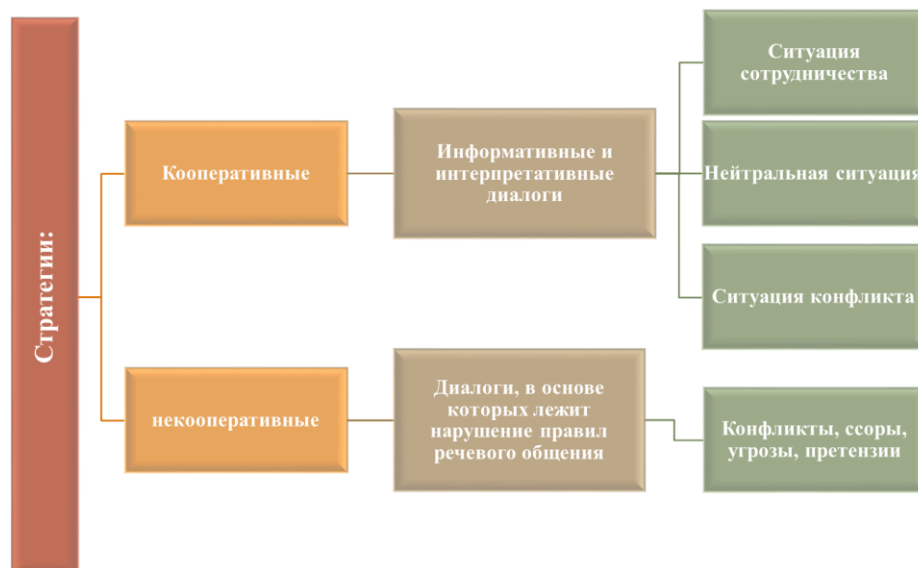 Стратегии:
Кооперативные
Информативные и
интерпретативные
диалоги
Ситуация
сотрудничества
Нейтральная ситуация
Ситуация конфликта
некооперативные
Диалоги, в основе
которых лежит
нарушение правил
речевого общения
Конфликты, ссоры,
угрозы, претензии